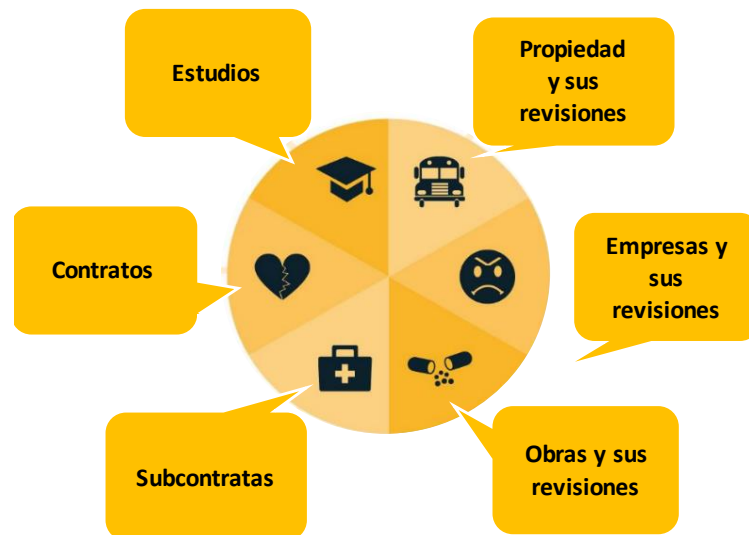 Estudios
Propiedad
y sus
revisiones
Contratos
Empresas y
sus
revisiones
Subcontratas
Obras y sus
revisiones